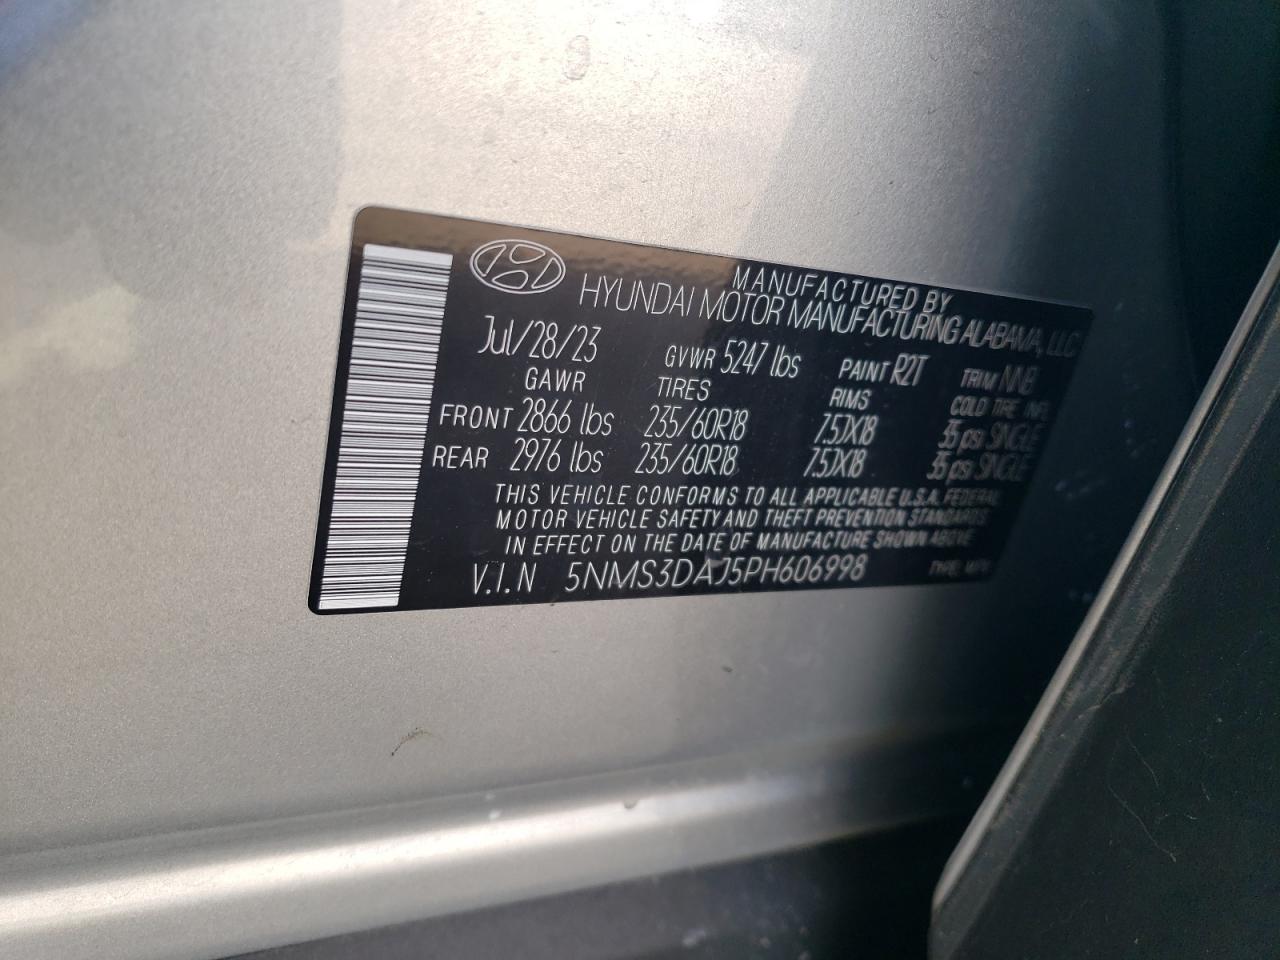 MANUFACTURED BY
HYUNDAI MOTOR MANUFACTURING ALABAMA, LLC
Jul/28/23 GVWR 5247 lbs PAINT R2T TRIM NNB
GAWR TIRES RIMS COLD TIRE INFL
FRONT 2866 lbs 235/60R18 7.5JX18 35 psi SINGLE
REAR 2976 lbs 235/60R18 7.5JX18 35 psi SINGLE
THIS VEHICLE CONFORMS TO ALL APPLICABLE U.S.A. FEDERAL
MOTOR VEHICLE SAFETY AND THEFT PREVENTION STANDARDS
IN EFFECT ON THE DATE OF MANUFACTURE SHOWN ABOVE
V.I.N 5NMS3DAJ5PH606998 TYPE: MPV